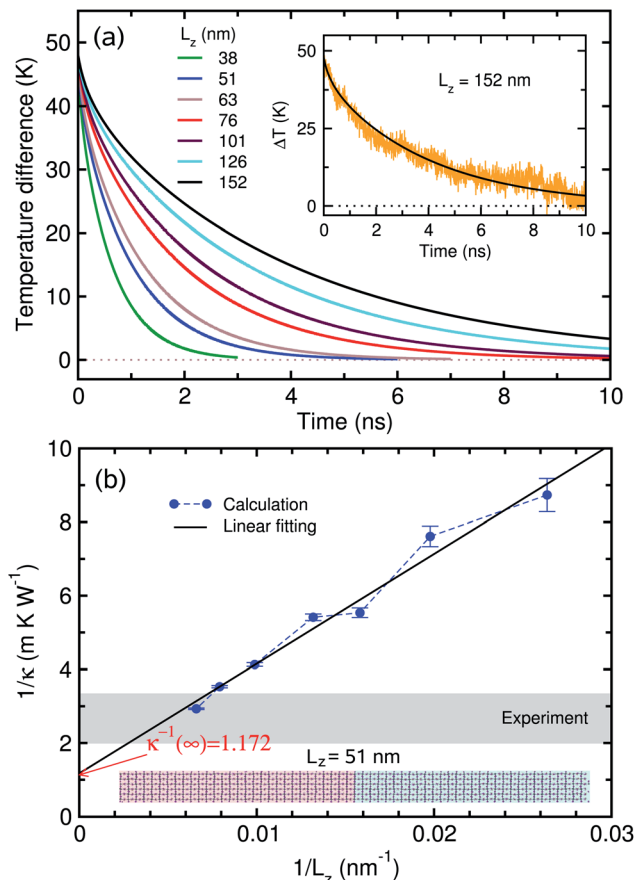 (a)
L_z (nm)
38
51
63
76
101
126
152
Temperature difference (K)
50
40
30
20
10
0
0 2 4 6 8 10
Time (ns)
L_z = 152 nm
ΔT (K)
50
25
0
0 2 4 6 8 10
Time (ns)
(b)
Calculation
Linear fitting
1/κ (m K W⁻¹)
10
8
6
4
2
0
Experiment
κ⁻¹(∞)=1.172
L_z = 51 nm
0 0.01 0.02 0.03
1/L_z (nm⁻¹)